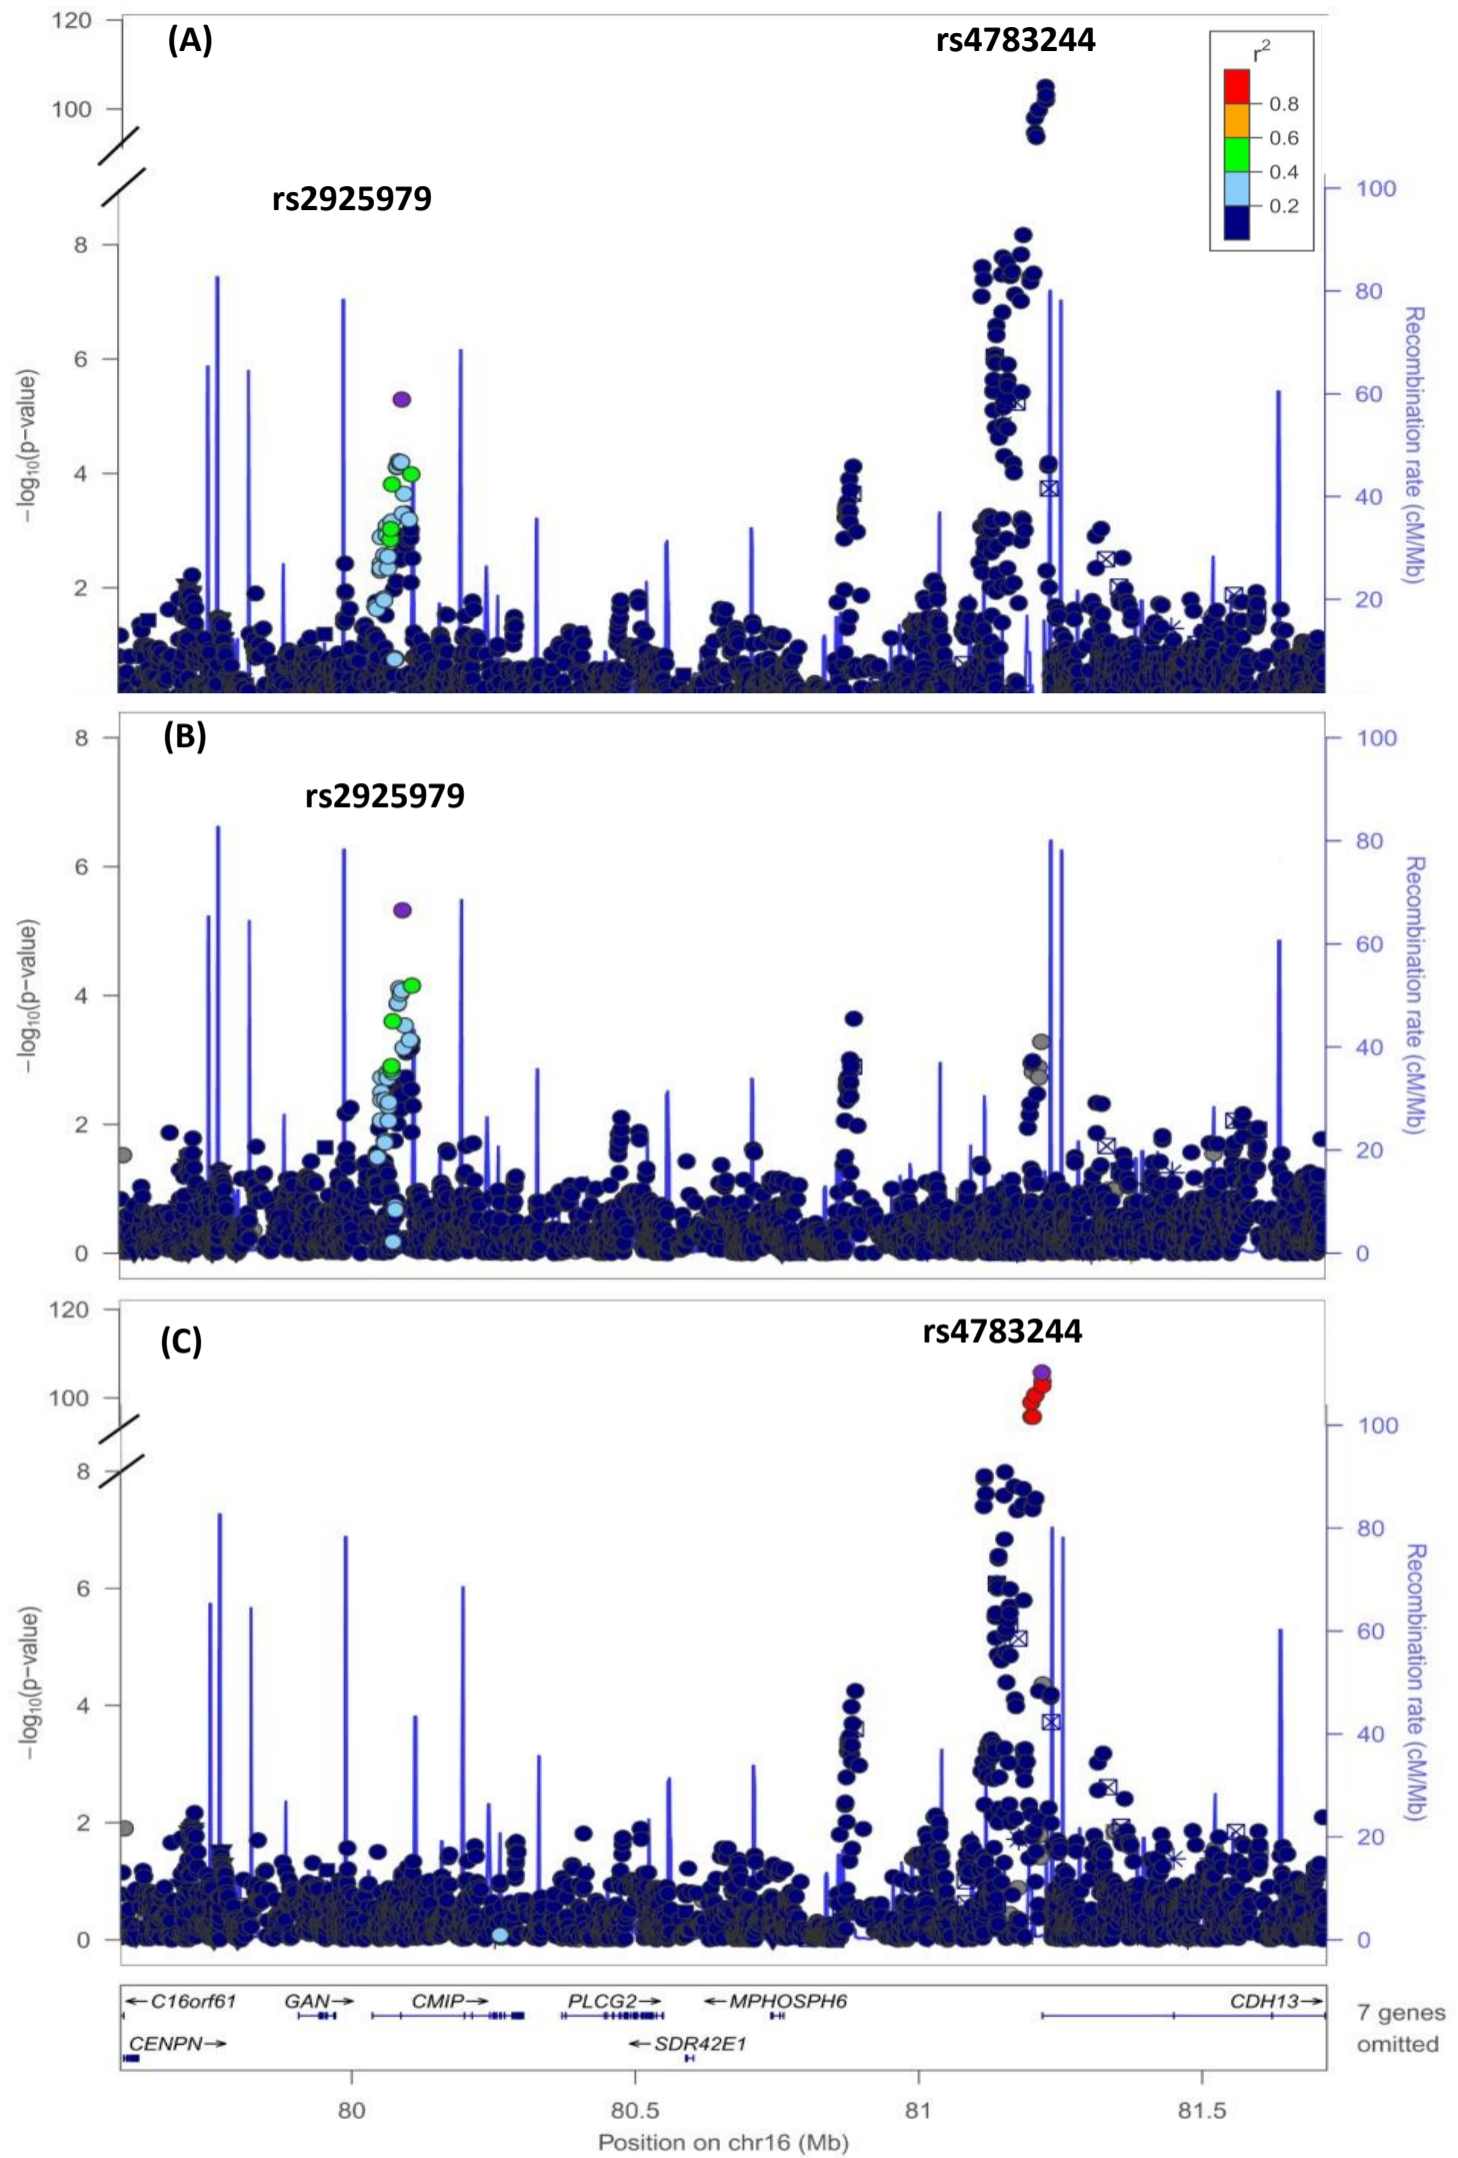 120
(A)
rs4783244
r2
0.8
0.6
0.4
0.2
100
rs2925979
100
8
80
6
60
4
40
2
20
−log10(p−value)
Recombination rate (cM/Mb)
(B)
8
100
rs2925979
80
6
60
4
40
2
20
0
0
−log10(p−value)
Recombination rate (cM/Mb)
120
(C)
rs4783244
100
100
8
80
6
60
4
40
2
20
0
0
−log10(p−value)
Recombination rate (cM/Mb)
←C16orf61 GAN→ CMIP→ PLCG2→ ←MPHOSPH6 CDH13→
7 genes
omitted
CENPN→ ←SDR42E1
80 80.5 81 81.5
Position on chr16 (Mb)